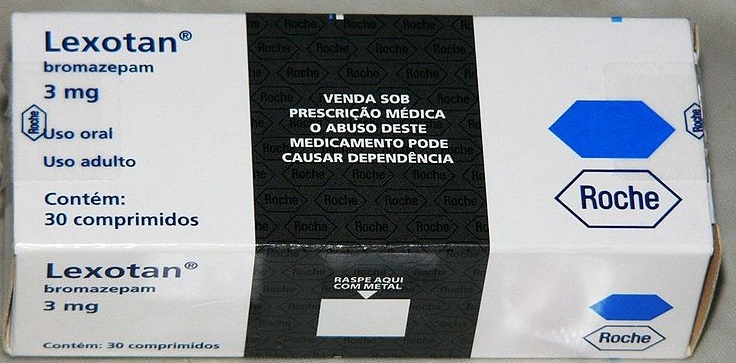 Lexotan®
bromazepam
3 mg
Uso oral
Uso adulto
Contém:
30 comprimidos
Roche
VENDA SOB
PRESCRIÇÃO MÉDICA
O ABUSO DESTE
MEDICAMENTO PODE
CAUSAR DEPENDÊNCIA
Roche
Roche
Lexotan®
bromazepam
3 mg
Contém: 30 comprimidos
RASPE AQUI
COM METAL
Roche